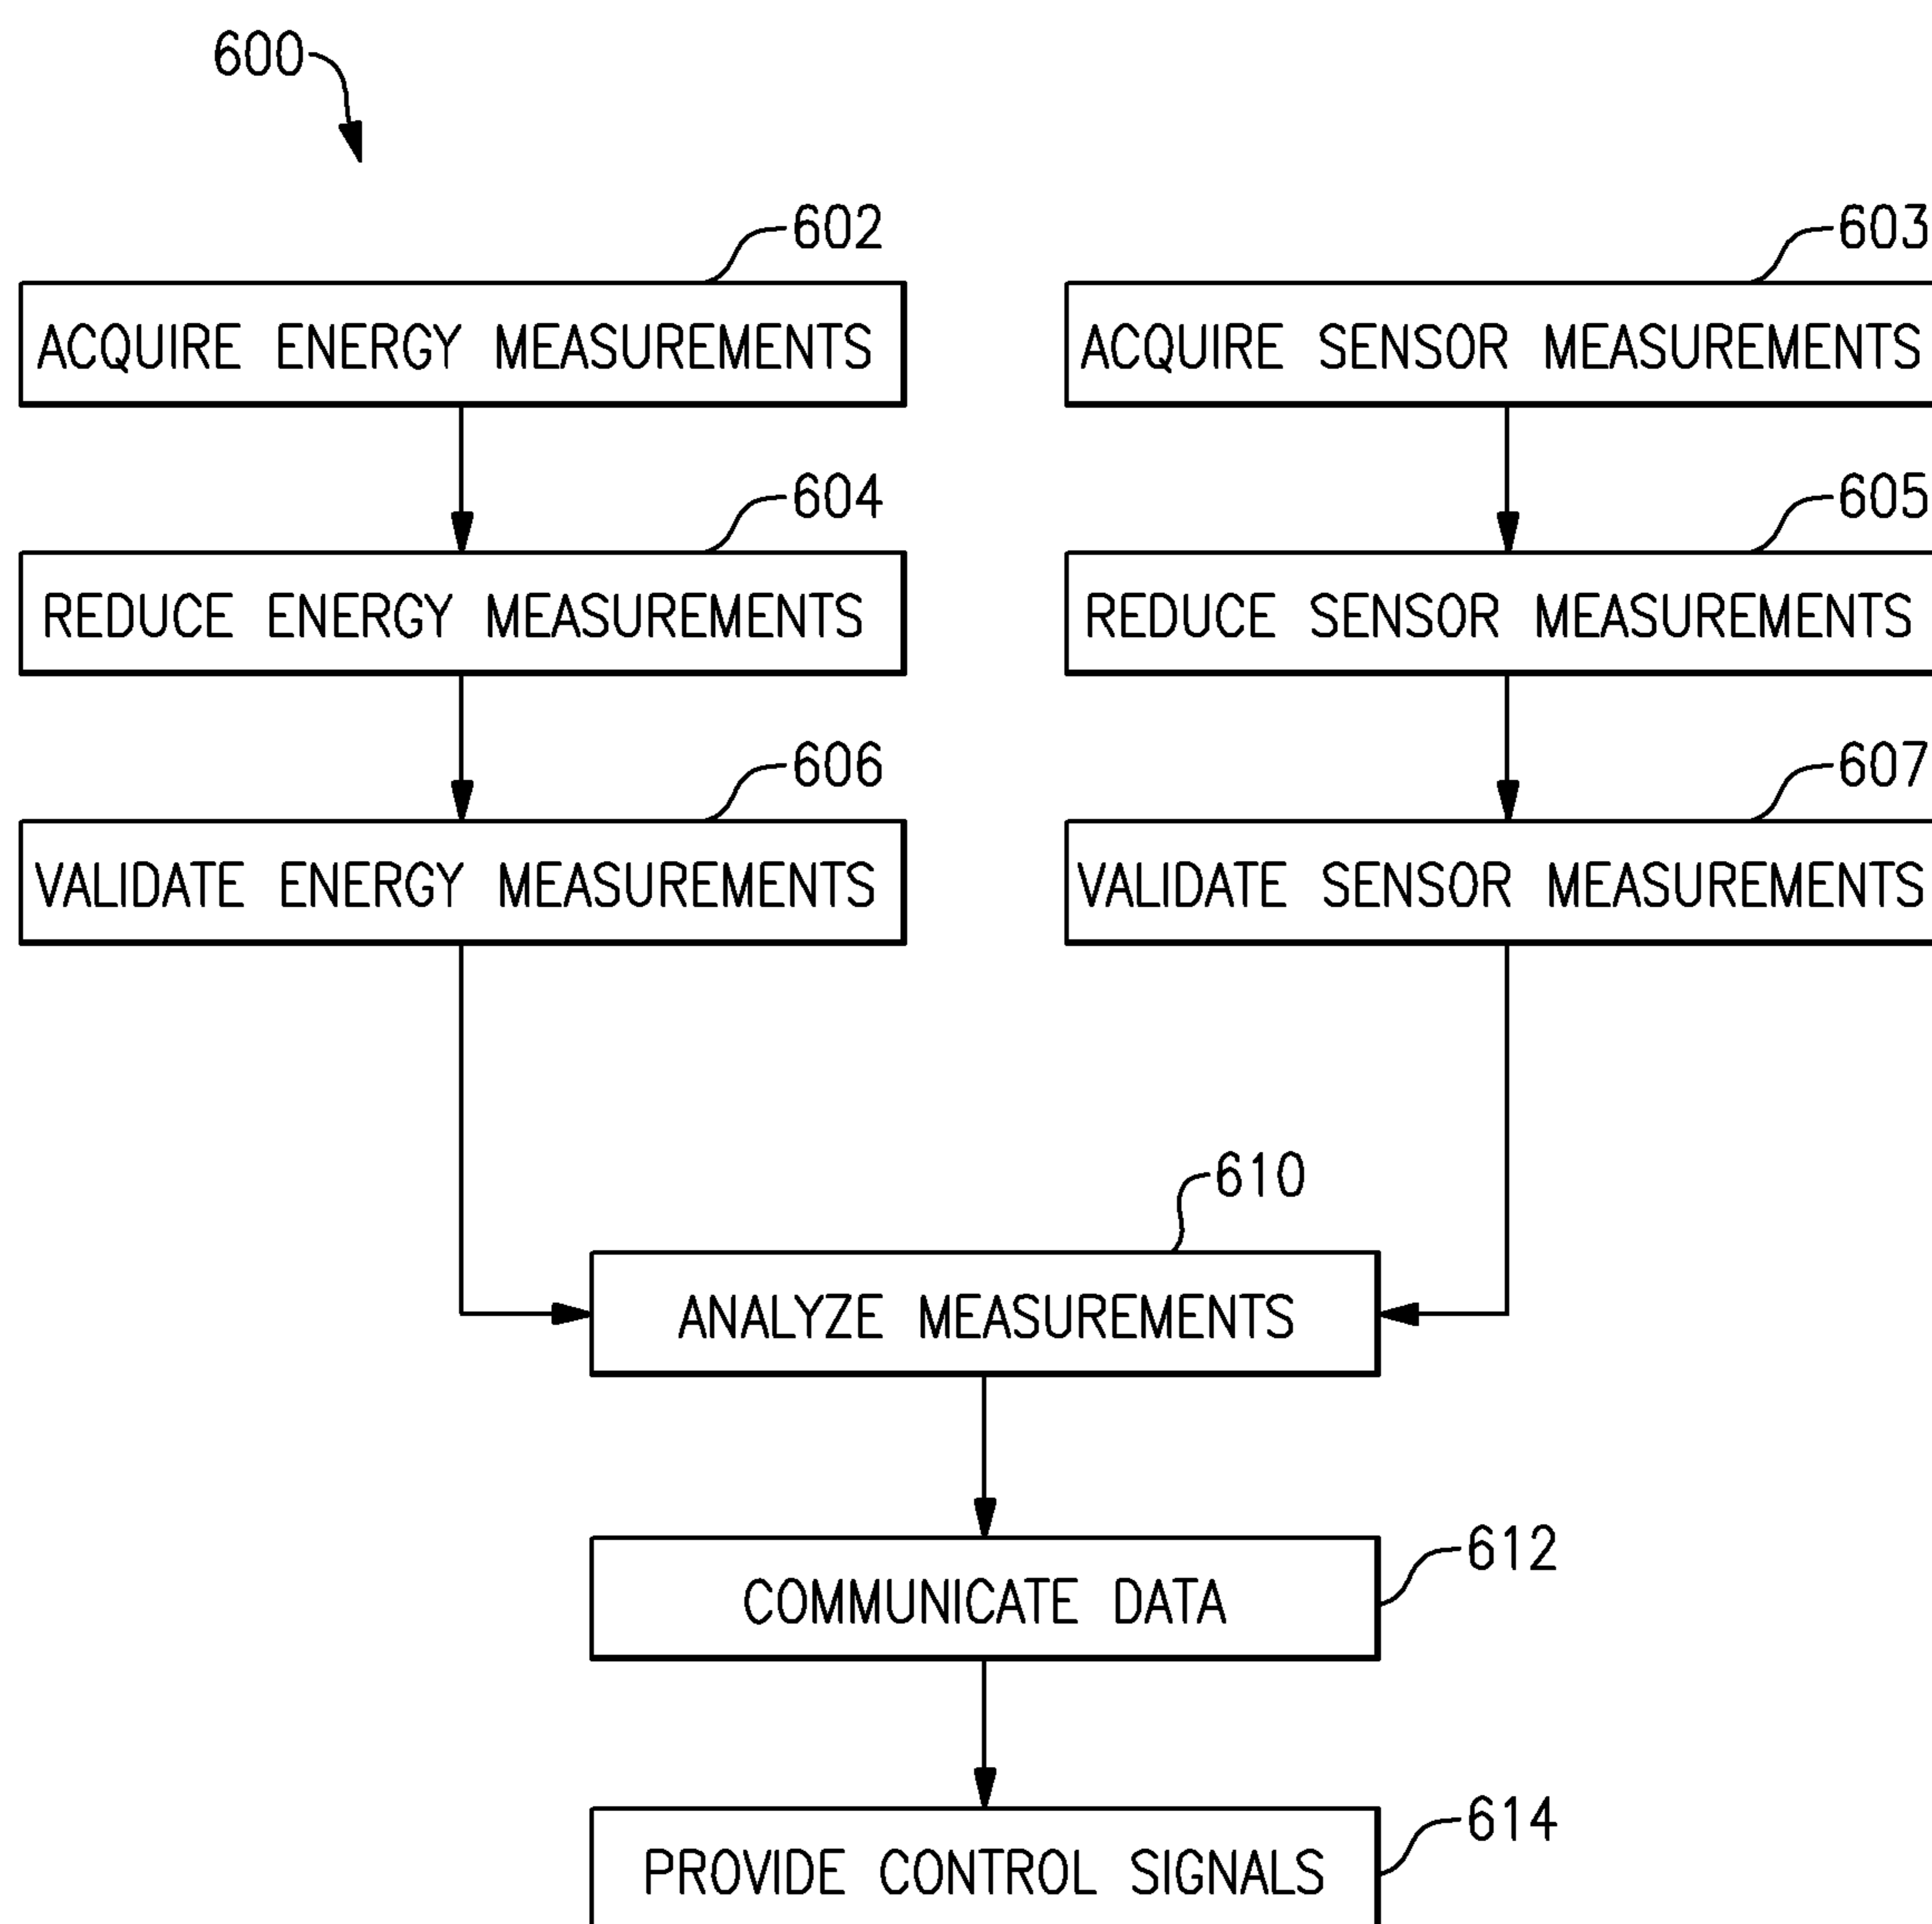 600
602
603
ACQUIRE ENERGY MEASUREMENTS
ACQUIRE SENSOR MEASUREMENTS
604
605
REDUCE ENERGY MEASUREMENTS
REDUCE SENSOR MEASUREMENTS
606
607
VALIDATE ENERGY MEASUREMENTS
VALIDATE SENSOR MEASUREMENTS
610
ANALYZE MEASUREMENTS
612
COMMUNICATE DATA
614
PROVIDE CONTROL SIGNALS